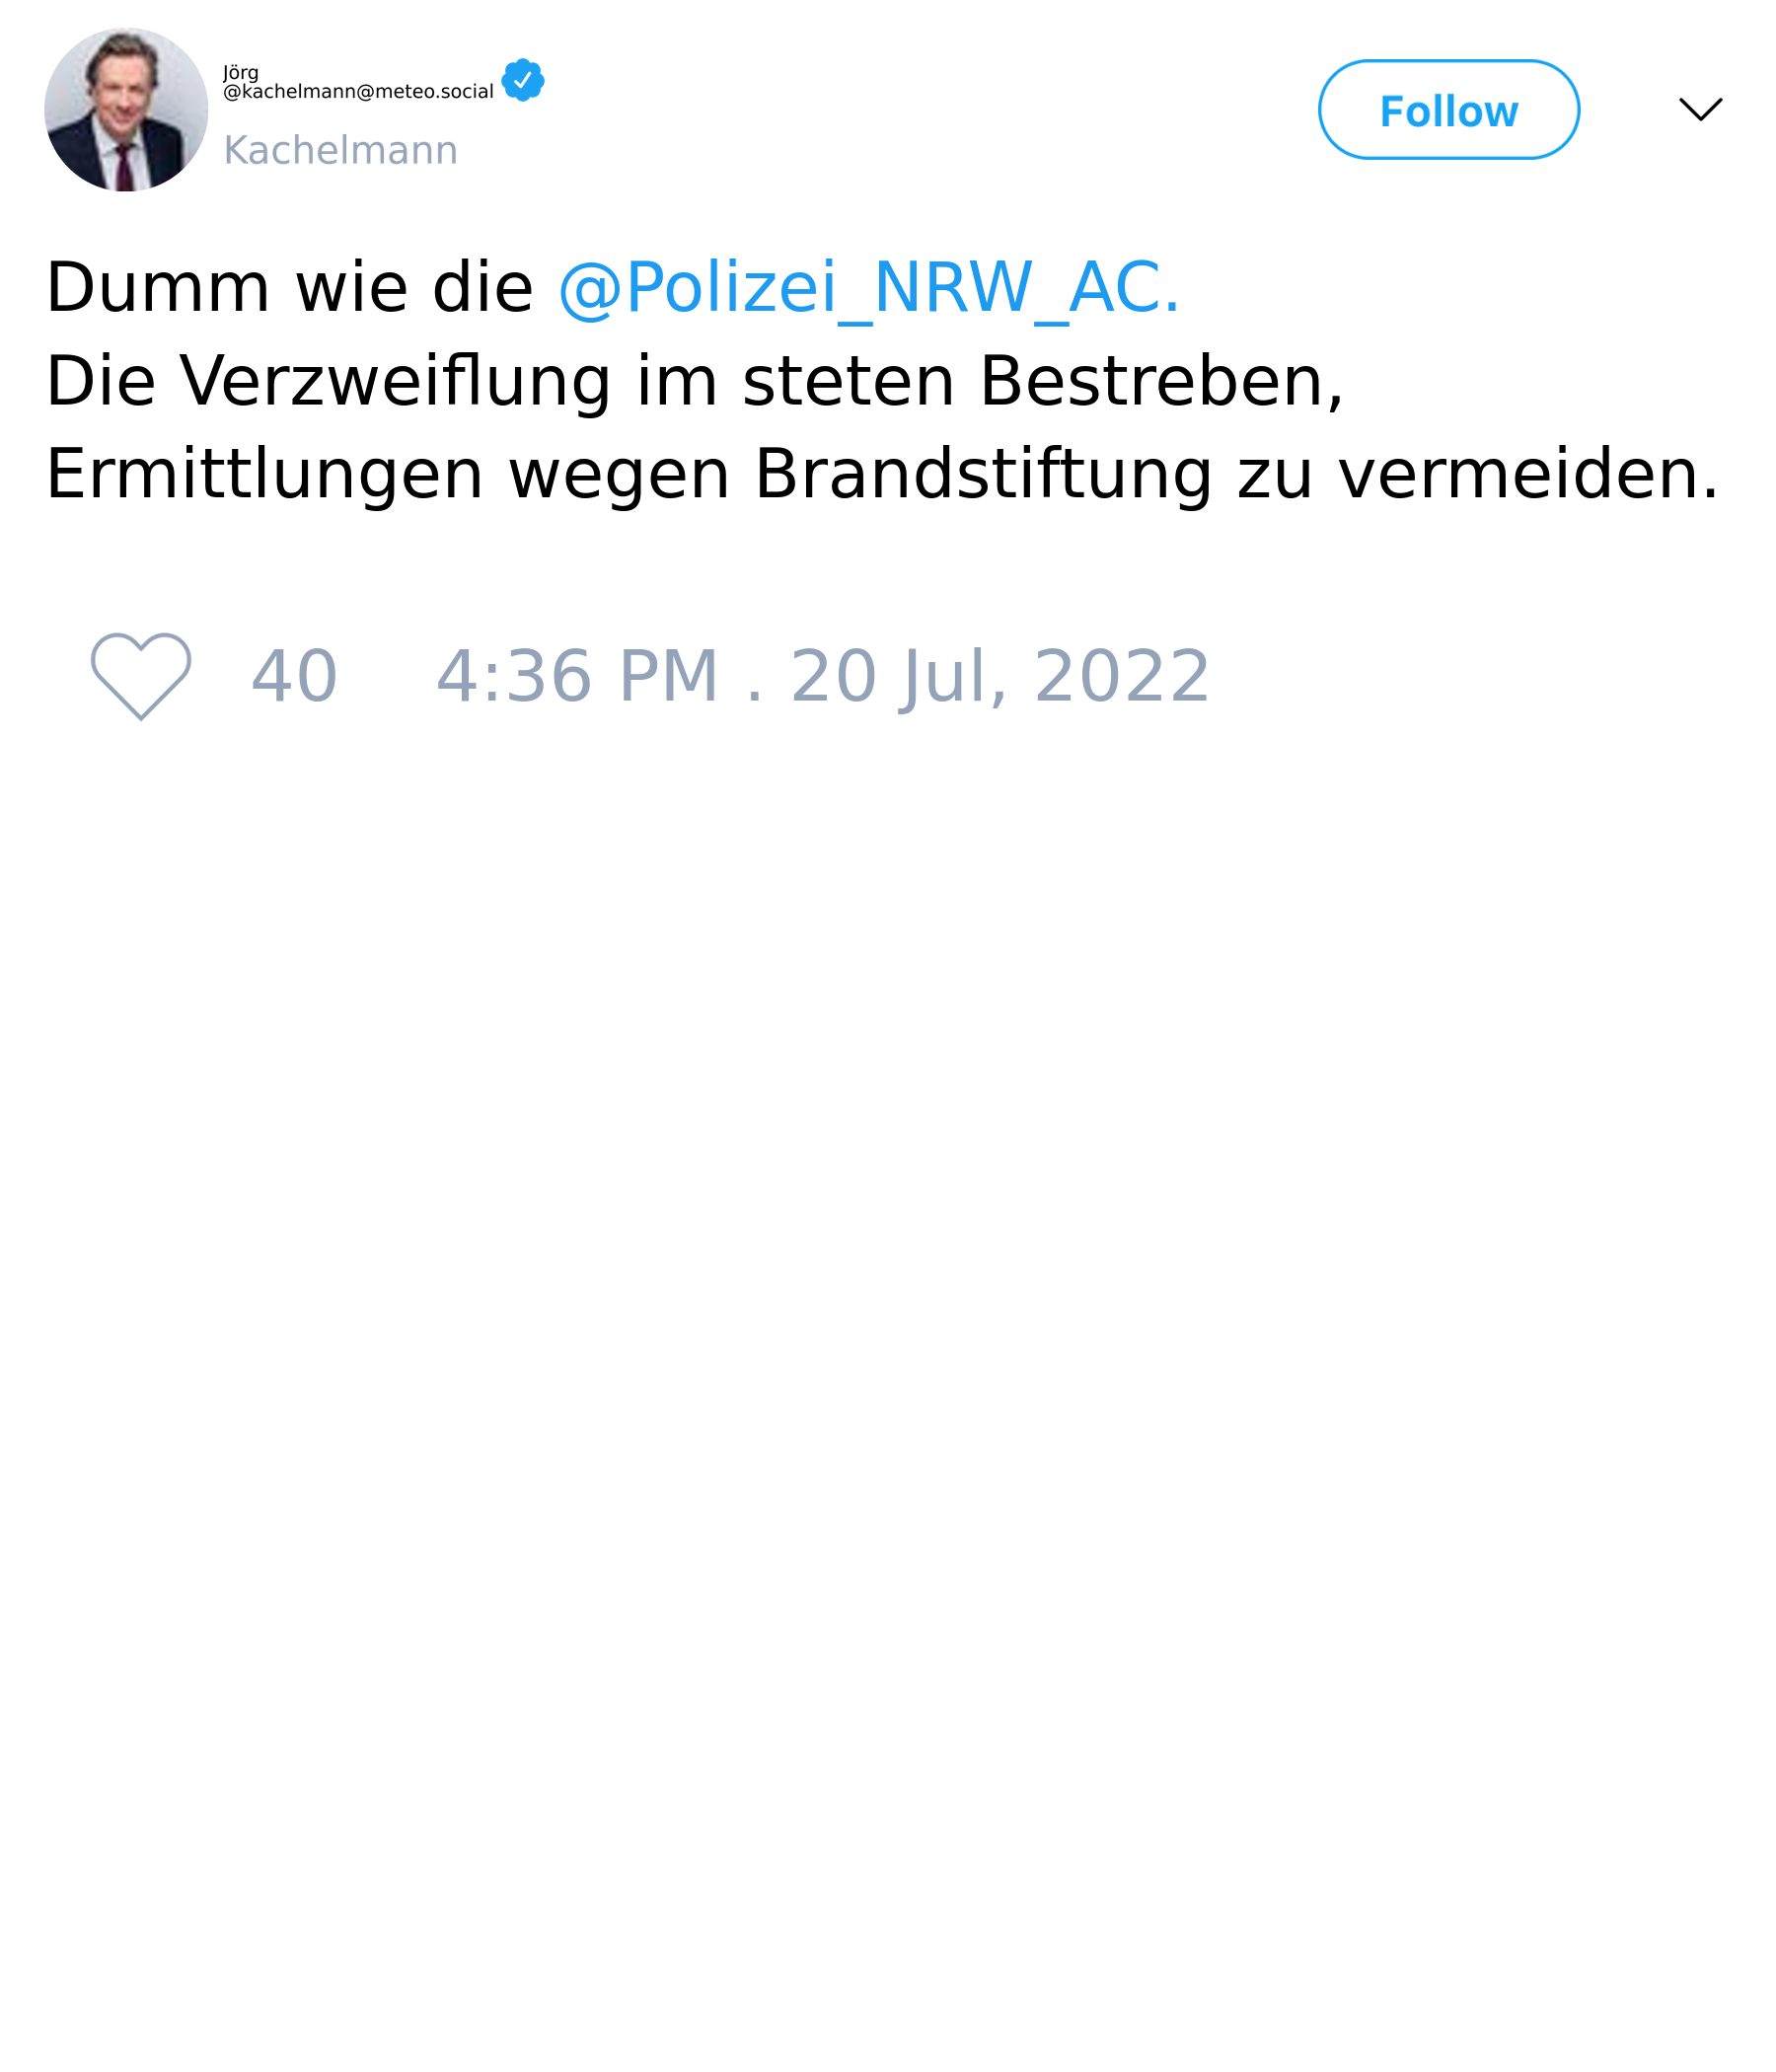 Jörg
@kachelmann@meteo.social
Kachelmann
Follow
Dumm wie die @Polizei_NRW_AC.
Die Verzweiflung im steten Bestreben,
Ermittlungen wegen Brandstiftung zu vermeiden.
40 4:36 PM . 20 Jul, 2022